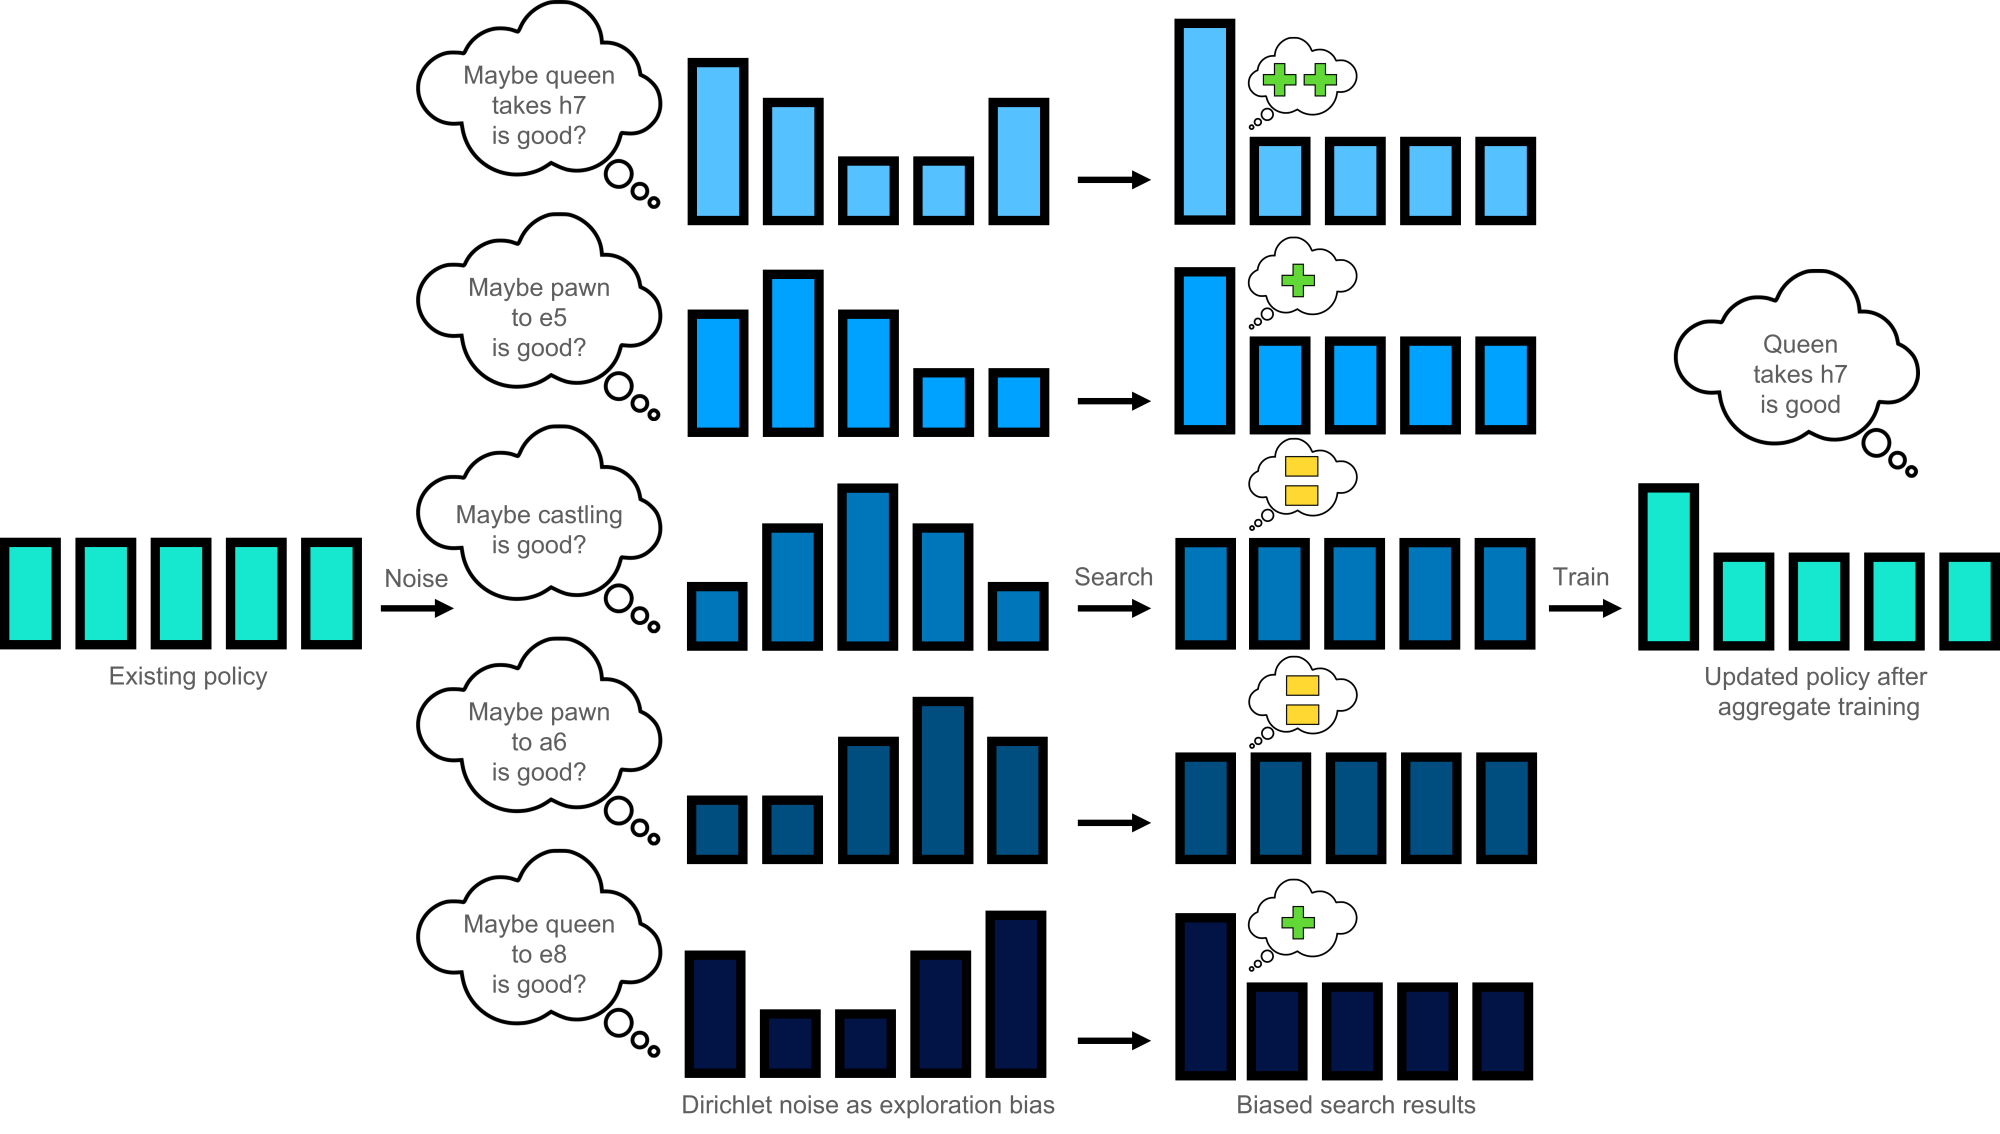 Maybe queen
takes h7
is good?
Maybe pawn
to e5
is good?
Queen
takes h7
is good
Maybe castling
is good?
Noise
Search
Train
Existing policy
Updated policy after
aggregate training
Maybe pawn
to a6
is good?
Maybe queen
to e8
is good?
Dirichlet noise as exploration bias
Biased search results